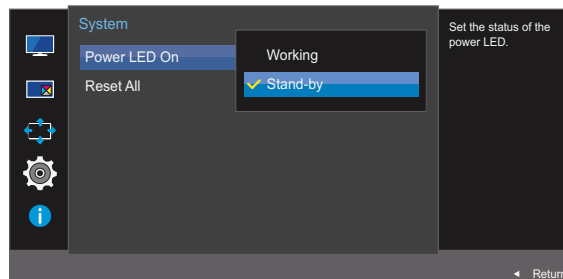 System
Power LED On
Reset All
Working
Stand-by
Set the status of the
power LED.
Return